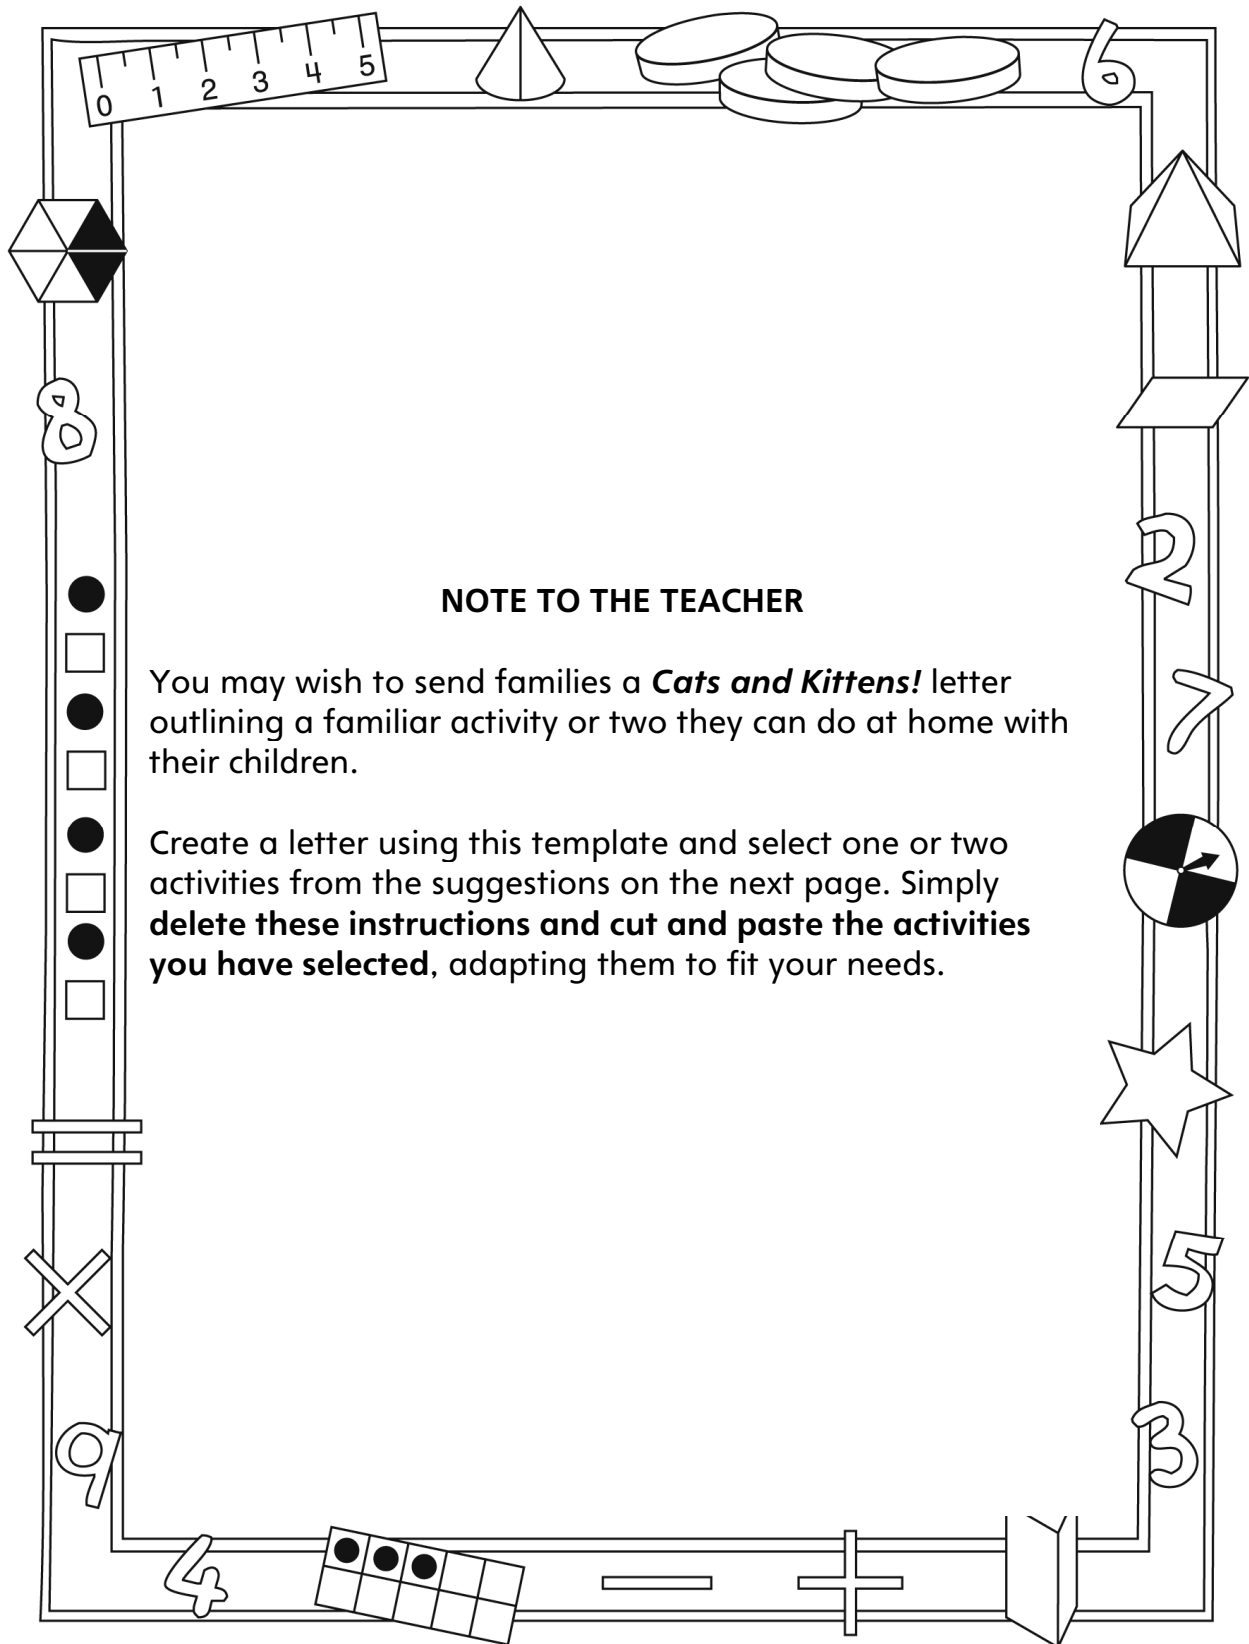 0 1 2 3 4 5
6
8
2
NOTE TO THE TEACHER
You may wish to send families a Cats and Kittens! letter
outlining a familiar activity or two they can do at home with
their children.
7
Create a letter using this template and select one or two
activities from the suggestions on the next page. Simply
delete these instructions and cut and paste the activities
you have selected, adapting them to fit your needs.
=
5
×
3
9
4
− +